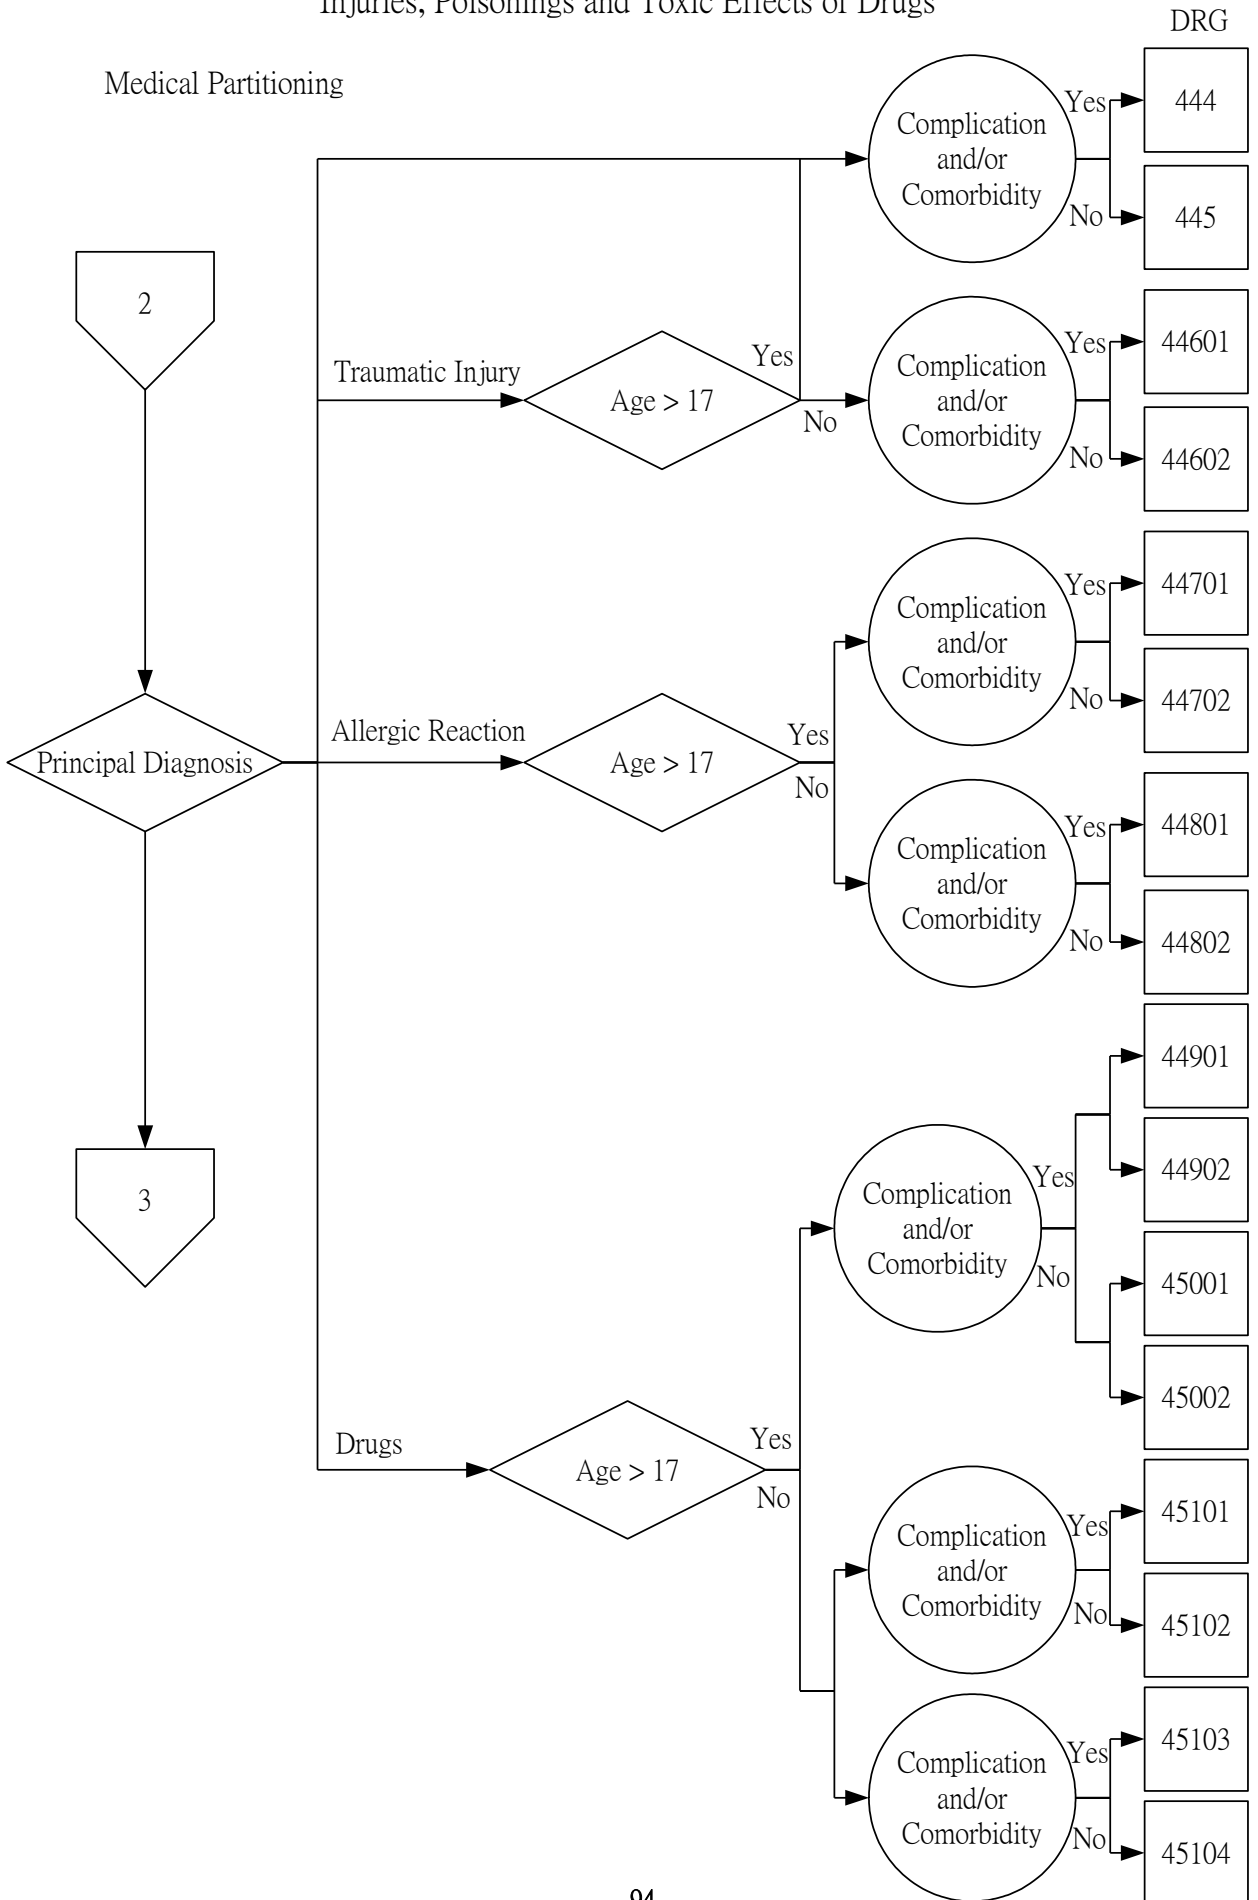 Injuries, Poisonings and Toxic Effects of Drugs
DRG
Medical Partitioning
Complication
and/or
Comorbidity
Yes
444
No
445
2
Traumatic Injury
Age > 17
Yes
No
Complication
and/or
Comorbidity
Yes
44601
No
44602
Principal Diagnosis
Allergic Reaction
Age > 17
Yes
No
Complication
and/or
Comorbidity
Yes
44701
No
44702
Complication
and/or
Comorbidity
Yes
44801
No
44802
3
Drugs
Age > 17
Yes
No
Complication
and/or
Comorbidity
Yes
No
44901
44902
45001
45002
Complication
and/or
Comorbidity
Yes
45101
No
45102
Complication
and/or
Comorbidity
Yes
45103
No
45104
94